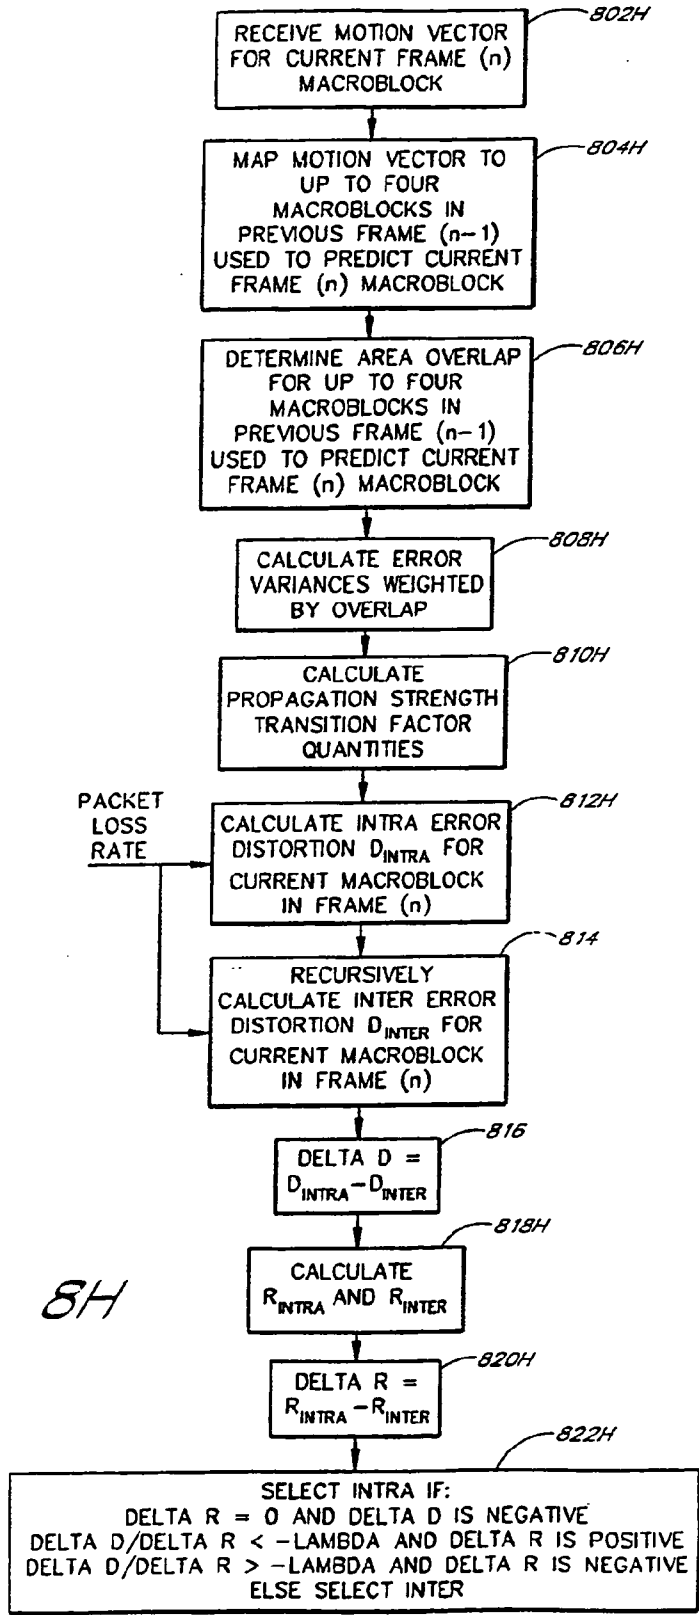 802H
RECEIVE MOTION VECTOR
FOR CURRENT FRAME (n)
MACROBLOCK
804H
MAP MOTION VECTOR TO
UP TO FOUR
MACROBLOCKS IN
PREVIOUS FRAME (n-1)
USED TO PREDICT CURRENT
FRAME (n) MACROBLOCK
806H
DETERMINE AREA OVERLAP
FOR UP TO FOUR
MACROBLOCKS IN
PREVIOUS FRAME (n-1)
USED TO PREDICT CURRENT
FRAME (n) MACROBLOCK
808H
CALCULATE ERROR
VARIANCES WEIGHTED
BY OVERLAP
810H
CALCULATE
PROPAGATION STRENGTH
TRANSITION FACTOR
QUANTITIES
PACKET
LOSS
RATE
812H
CALCULATE INTRA ERROR
DISTORTION DINTRA FOR
CURRENT MACROBLOCK
IN FRAME (n)
814
RECURSIVELY
CALCULATE INTER ERROR
DISTORTION DINTER FOR
CURRENT MACROBLOCK
IN FRAME (n)
816
DELTA D =
DINTRA-DINTER
818H
CALCULATE
RINTRA AND RINTER
8H
820H
DELTA R =
RINTRA-RINTER
822H
SELECT INTRA IF:
DELTA R = 0 AND DELTA D IS NEGATIVE
DELTA D/DELTA R < -LAMBDA AND DELTA R IS POSITIVE
DELTA D/DELTA R > -LAMBDA AND DELTA R IS NEGATIVE
ELSE SELECT INTER